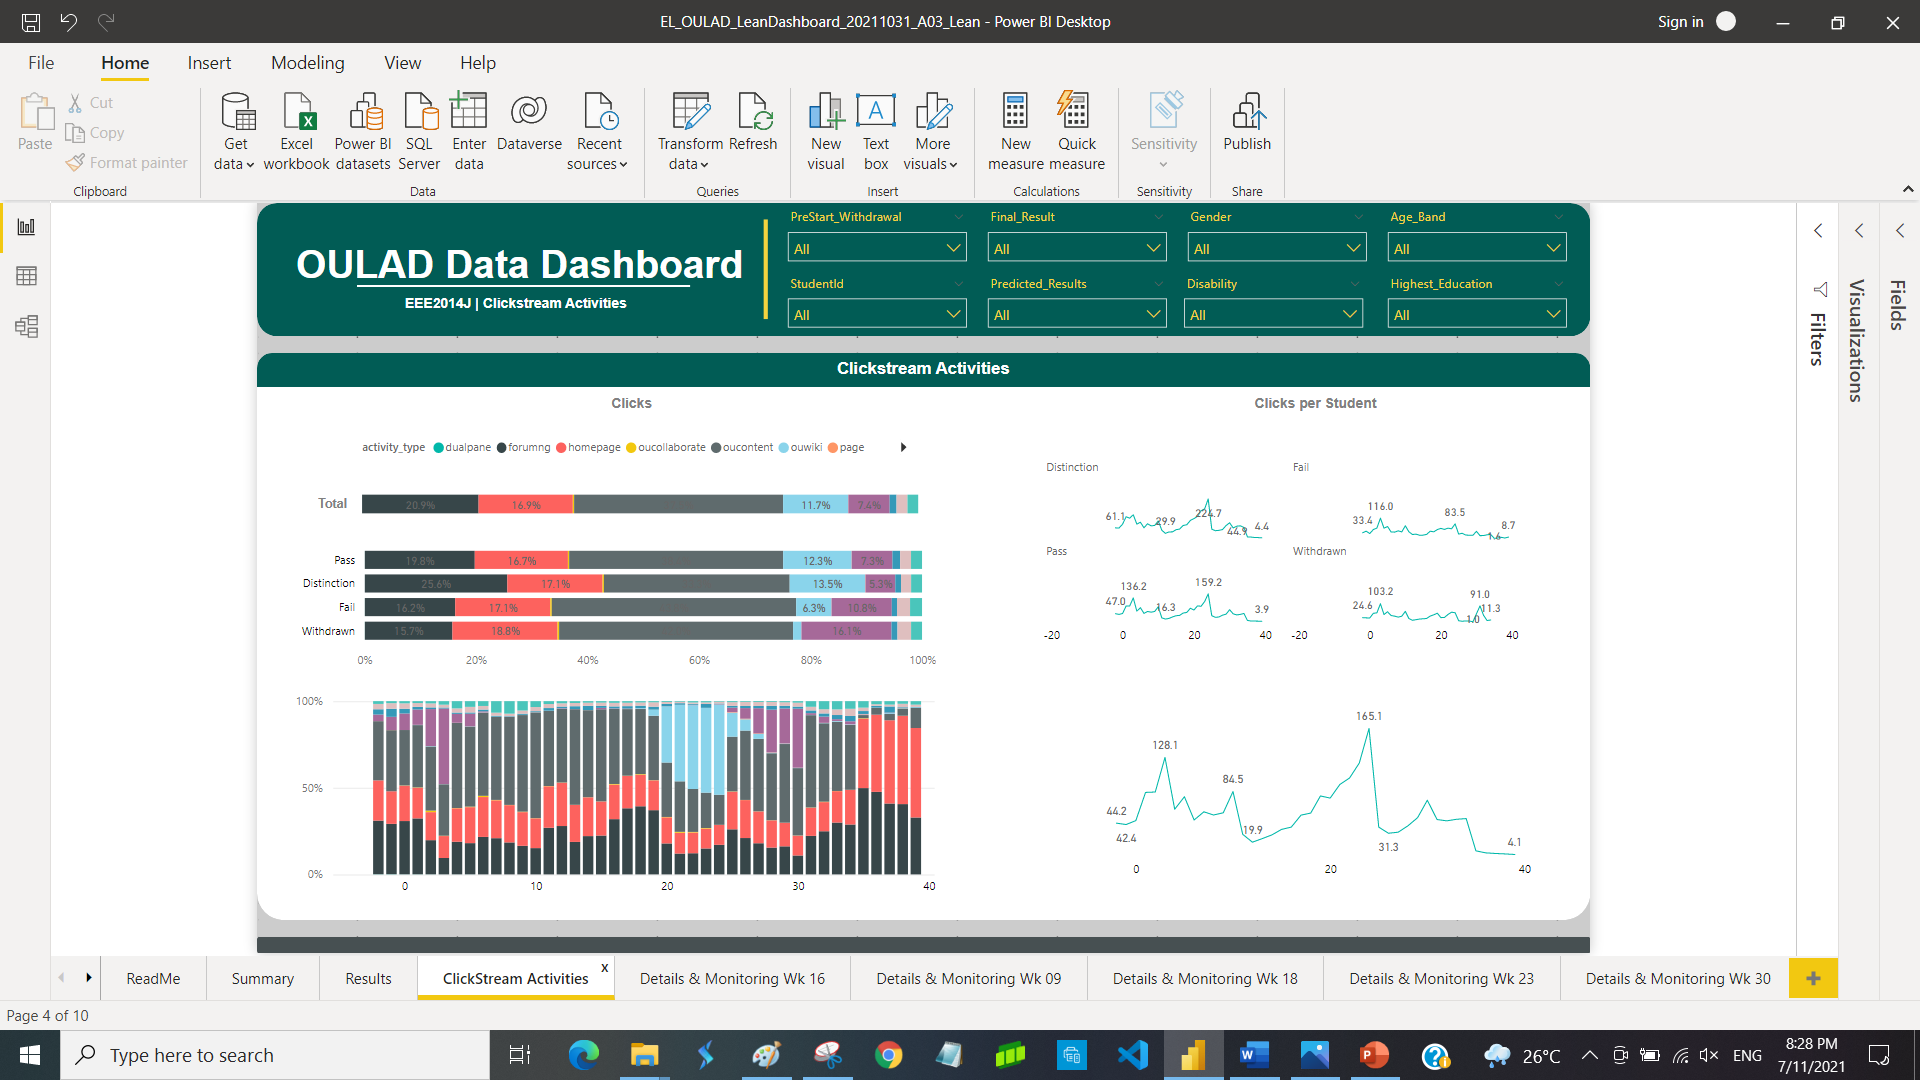 EL_OULAD_LeanDashboard_20211031_A03_Lean - Power BI Desktop
Sign in
File Home Insert Modeling View Help
Paste
Cut
Copy
Format painter
Clipboard
Get data
Excel workbook
Power BI datasets
SQL Server
Enter data
Dataverse
Recent sources
Data
Transform data
Refresh
Queries
New visual
Text box
More visuals
Insert
New measure
Quick measure
Calculations
Sensitivity
Sensitivity
Publish
Share
OULAD Data Dashboard
EEE2014J | Clickstream Activities
PreStart_Withdrawal Final_Result Gender Age_Band
All All All All
StudentId Predicted_Results Disability Highest_Education
All All All All
Filters
Visualizations
Fields
Clickstream Activities
Clicks
activity_type dualpane forumng homepage oucollaborate oucontent ouwiki page
Total 20.9% 16.9% 11.7% 7.4%
Pass 19.8% 16.7% 12.3% 7.3%
Distinction 25.6% 17.1% 13.5% 5.3%
Fail 16.2% 17.1% 6.3% 10.8%
Withdrawn 15.7% 18.8% 16.1%
0% 20% 40% 60% 80% 100%
100%
50%
0%
0 10 20 30 40
Clicks per Student
Distinction
61.1 29.9 224.7 44.9 4.4
Fail
33.4 116.0 83.5 1.6 8.7
Pass
47.0 136.2 16.3 159.2 3.9
Withdrawn
24.6 103.2 1.0 91.0 11.3
-20 0 20 40 -20 0 20 40
44.2 42.4 128.1 84.5 19.9 165.1 31.3 4.1
0 20 40
ReadMe Summary Results ClickStream Activities x Details & Monitoring Wk 16 Details & Monitoring Wk 09 Details & Monitoring Wk 18 Details & Monitoring Wk 23 Details & Monitoring Wk 30
Page 4 of 10
Type here to search
26°C ENG
8:28 PM
7/11/2021